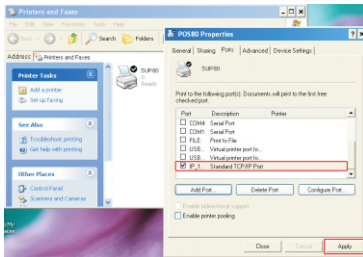 Printers and Faxes
File Edit View Favorites Tools Help
Back
Search
Folders
Address
Printers and Faxes
Printer Tasks
Add a printer
Set up faxing
See Also
Troubleshoot printing
Get help with printing
Other Places
Control Panel
Scanners and Cameras
My
SUP80
0
Ready
POS80 Properties
General Sharing Ports Advanced Device Settings
SUP80
Print to the following port(s). Documents will print to the first free
checked port.
Port Description Printer
COM4: Serial Port
COM1: Serial Port
FILE: Print to File
USB... Virtual printer port fo...
USB... Virtual printer port fo...
IP_1... Standard TCP/IP Port
Add Port... Delete Port Configure Port...
Enable bidirectional support
Enable printer pooling
Close Cancel Apply